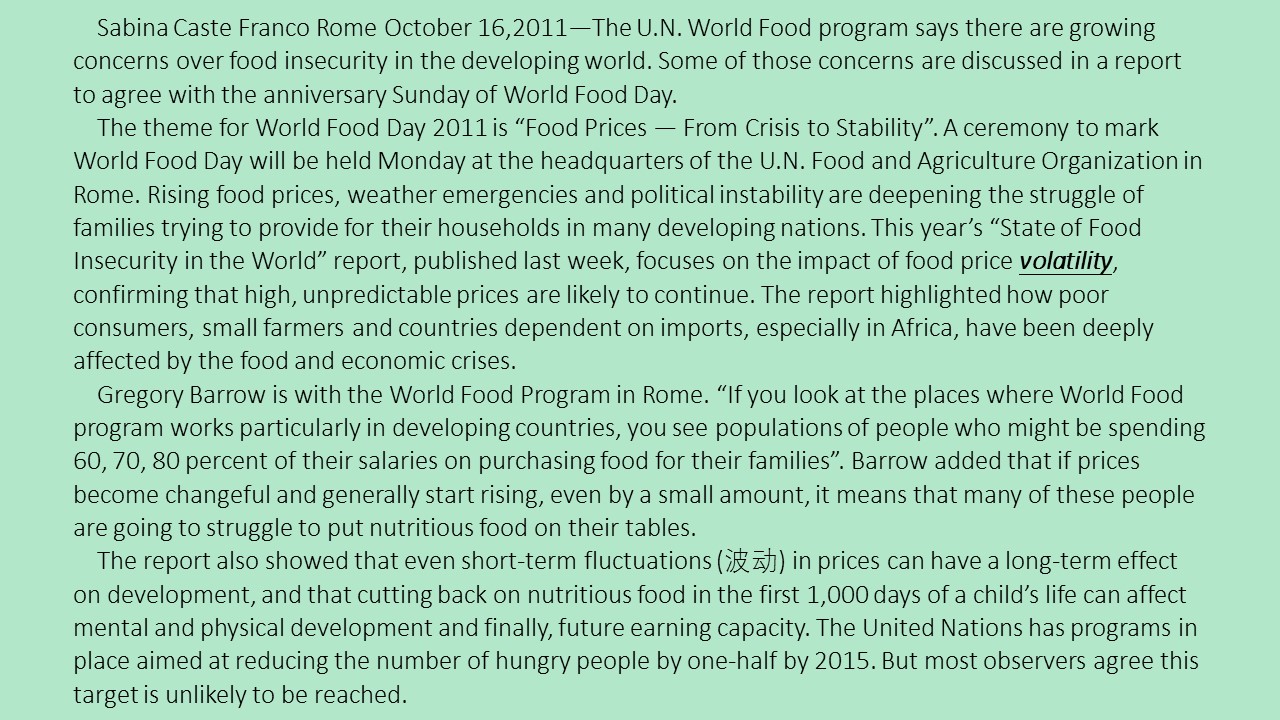 Sabina Caste Franco Rome October 16,2011—The U.N. World Food program says there are growing
concerns over food insecurity in the developing world. Some of those concerns are discussed in a report
to agree with the anniversary Sunday of World Food Day.
The theme for World Food Day 2011 is “Food Prices — From Crisis to Stability”. A ceremony to mark
World Food Day will be held Monday at the headquarters of the U.N. Food and Agriculture Organization in
Rome. Rising food prices, weather emergencies and political instability are deepening the struggle of
families trying to provide for their households in many developing nations. This year’s “State of Food
Insecurity in the World” report, published last week, focuses on the impact of food price volatility,
confirming that high, unpredictable prices are likely to continue. The report highlighted how poor
consumers, small farmers and countries dependent on imports, especially in Africa, have been deeply
affected by the food and economic crises.
Gregory Barrow is with the World Food Program in Rome. “If you look at the places where World Food
program works particularly in developing countries, you see populations of people who might be spending
60, 70, 80 percent of their salaries on purchasing food for their families”. Barrow added that if prices
become changeful and generally start rising, even by a small amount, it means that many of these people
are going to struggle to put nutritious food on their tables.
The report also showed that even short-term fluctuations (波动) in prices can have a long-term effect
on development, and that cutting back on nutritious food in the first 1,000 days of a child’s life can affect
mental and physical development and finally, future earning capacity. The United Nations has programs in
place aimed at reducing the number of hungry people by one-half by 2015. But most observers agree this
target is unlikely to be reached.